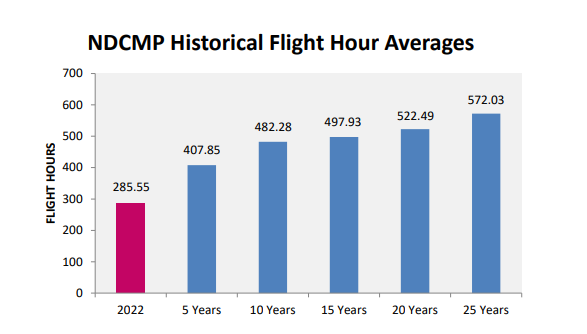 NDCMP Historical Flight Hour Averages
FLIGHT HOURS
700
600
500
400
300
200
100
0
285.55
407.85
482.28
497.93
522.49
572.03
2022
5 Years
10 Years
15 Years
20 Years
25 Years